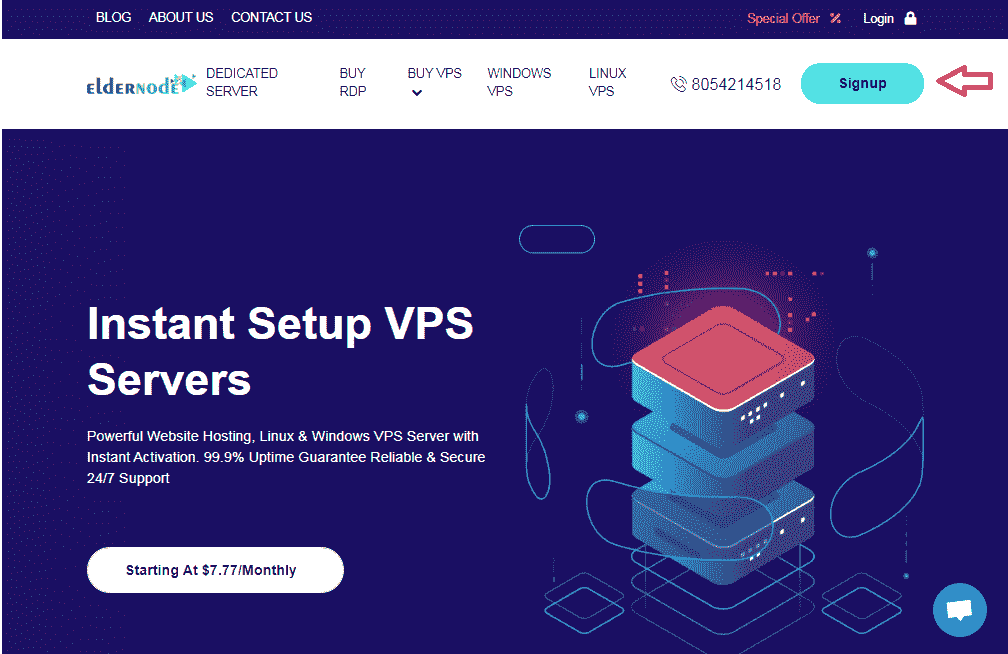 BLOG ABOUT US CONTACT US Special Offer Login
ELDERNODE DEDICATED SERVER BUY RDP BUY VPS WINDOWS VPS LINUX VPS 8054214518 Signup
Instant Setup VPS
Servers
Powerful Website Hosting, Linux & Windows VPS Server with
Instant Activation. 99.9% Uptime Guarantee Reliable & Secure
24/7 Support
Starting At $7.77/Monthly